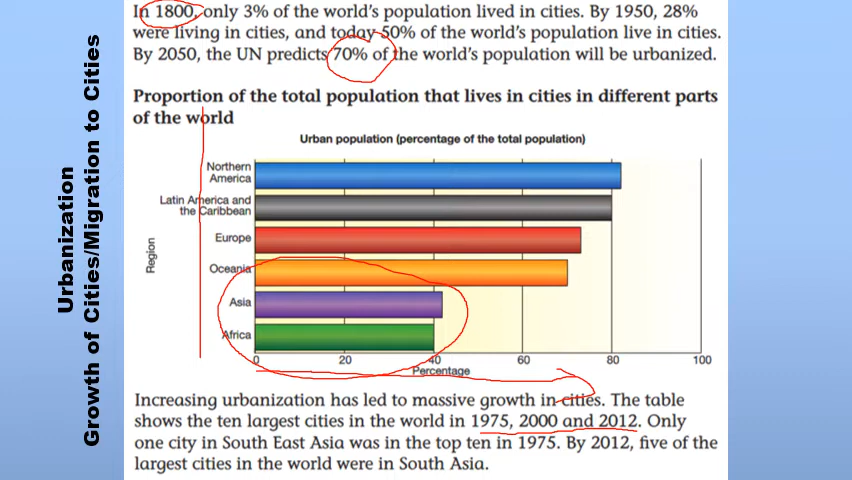 Urbanization
Growth of Cities/Migration to Cities
In 1800, only 3% of the world's population lived in cities. By 1950, 28%
were living in cities, and today 50% of the world's population live in cities.
By 2050, the UN predicts 70% of the world's population will be urbanized.
Proportion of the total population that lives in cities in different parts
of the world
Urban population (percentage of the total population)
Region
Northern
America
Latin America and
the Caribbean
Europe
Oceania
Asia
Africa
0 20 40 60 80 100
Percentage
Increasing urbanization has led to massive growth in cities. The table
shows the ten largest cities in the world in 1975, 2000 and 2012. Only
one city in South East Asia was in the top ten in 1975. By 2012, five of the
largest cities in the world were in South Asia.